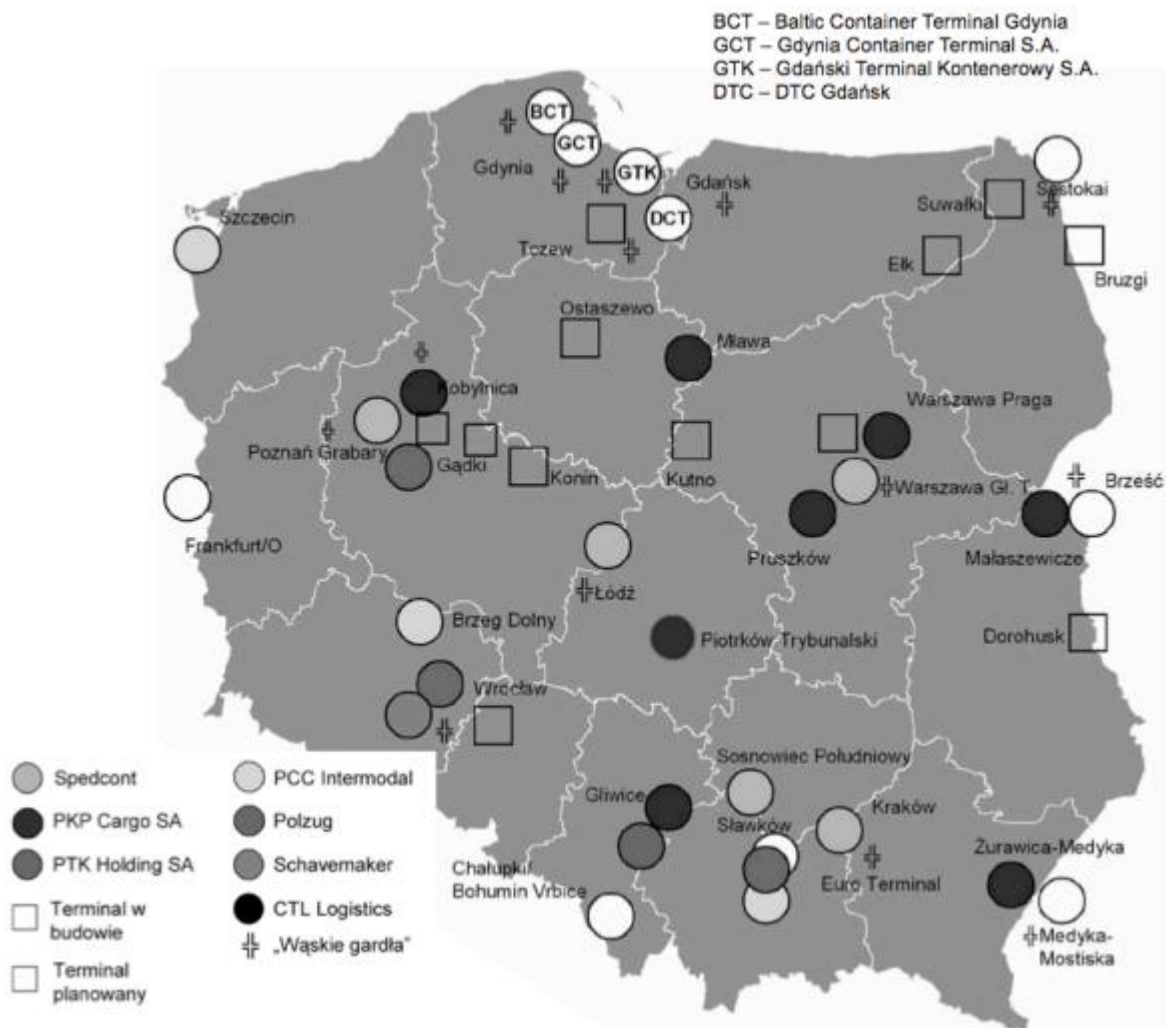 BCT – Baltic Container Terminal Gdynia
GCT – Gdynia Container Terminal S.A.
GTK – Gdański Terminal Kontenerowy S.A.
DTC – DTC Gdańsk
BCT
GCT
Gdynia
GTK
Gdańsk
DCT
Tczew
Szczecin
Sestokai
Suwałki
Ełk
Bruzgi
Ostaszewo
Mława
Kobylnica
Warszawa Praga
Poznań Grabary
Gądki
Konin
Kutno
Warszawa Gł. T.
Brześć
Frankfurt/O
Pruszków
Małaszewicze
Łódź
Brzeg Dolny
Piotrków Trybunalski
Dorohusk
Wrocław
Sosnowiec Południowy
Gliwice
Sławków
Kraków
Żurawica-Medyka
Chałupki/
Bohumin Vrbice
Euro Terminal
Medyka-
Mostiska
Spedcont
PKP Cargo SA
PTK Holding SA
Terminal w
budowie
Terminal
planowany
PCC Intermodal
Polzug
Schavemaker
CTL Logistics
„Wąskie gardła”